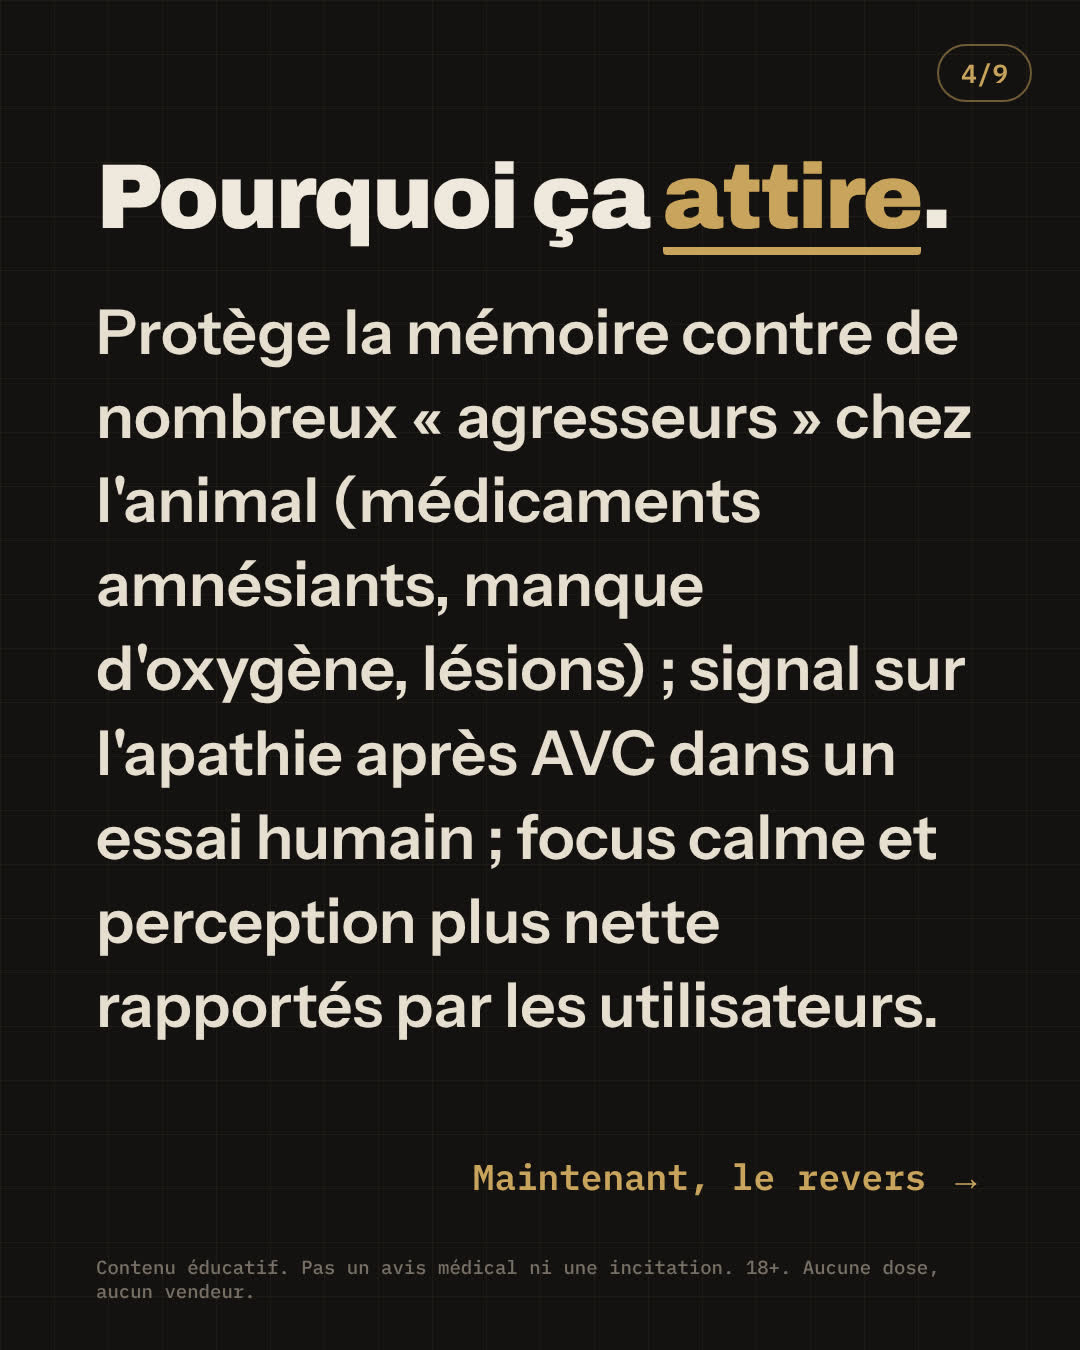 4/9
Pourquoi ça attire.
Protège la mémoire contre de
nombreux « agresseurs » chez
l'animal (médicaments
amnésiants, manque
d'oxygène, lésions) ; signal sur
l'apathie après AVC dans un
essai humain ; focus calme et
perception plus nette
rapportés par les utilisateurs.
Maintenant, le revers →
Contenu éducatif. Pas un avis médical ni une incitation. 18+. Aucune dose,
aucun vendeur.